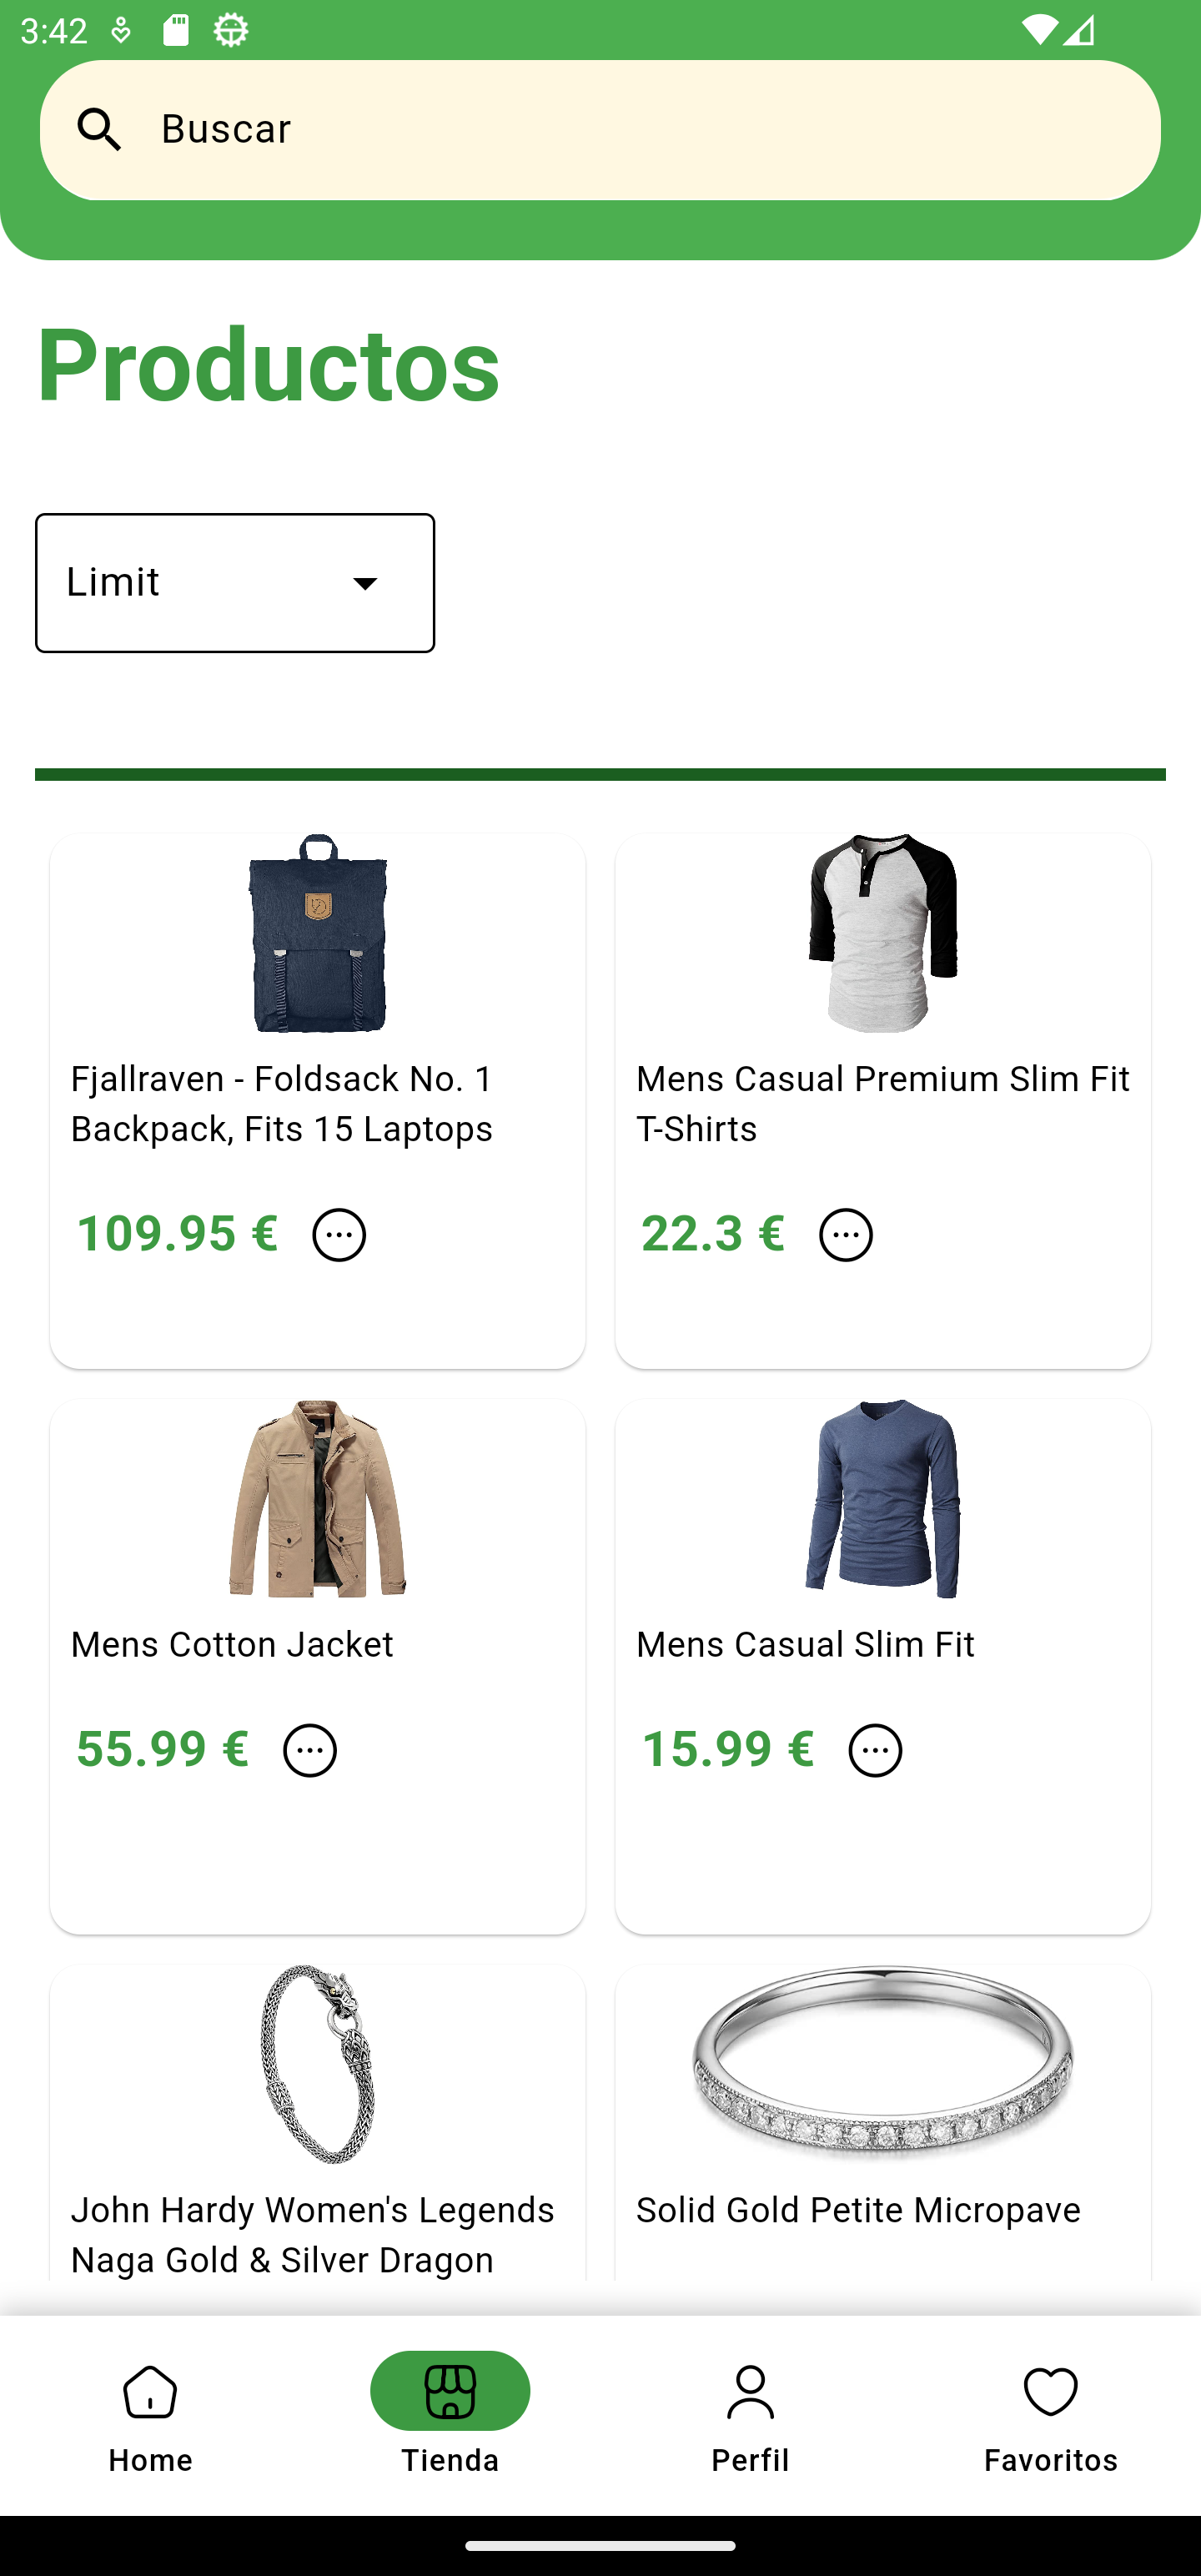 3:42
Buscar
Productos
Limit
Fjallraven - Foldsack No. 1
Backpack, Fits 15 Laptops
109.95 €
Mens Casual Premium Slim Fit
T-Shirts
22.3 €
Mens Cotton Jacket
55.99 €
Mens Casual Slim Fit
15.99 €
John Hardy Women's Legends
Naga Gold & Silver Dragon
Solid Gold Petite Micropave
Home
Tienda
Perfil
Favoritos